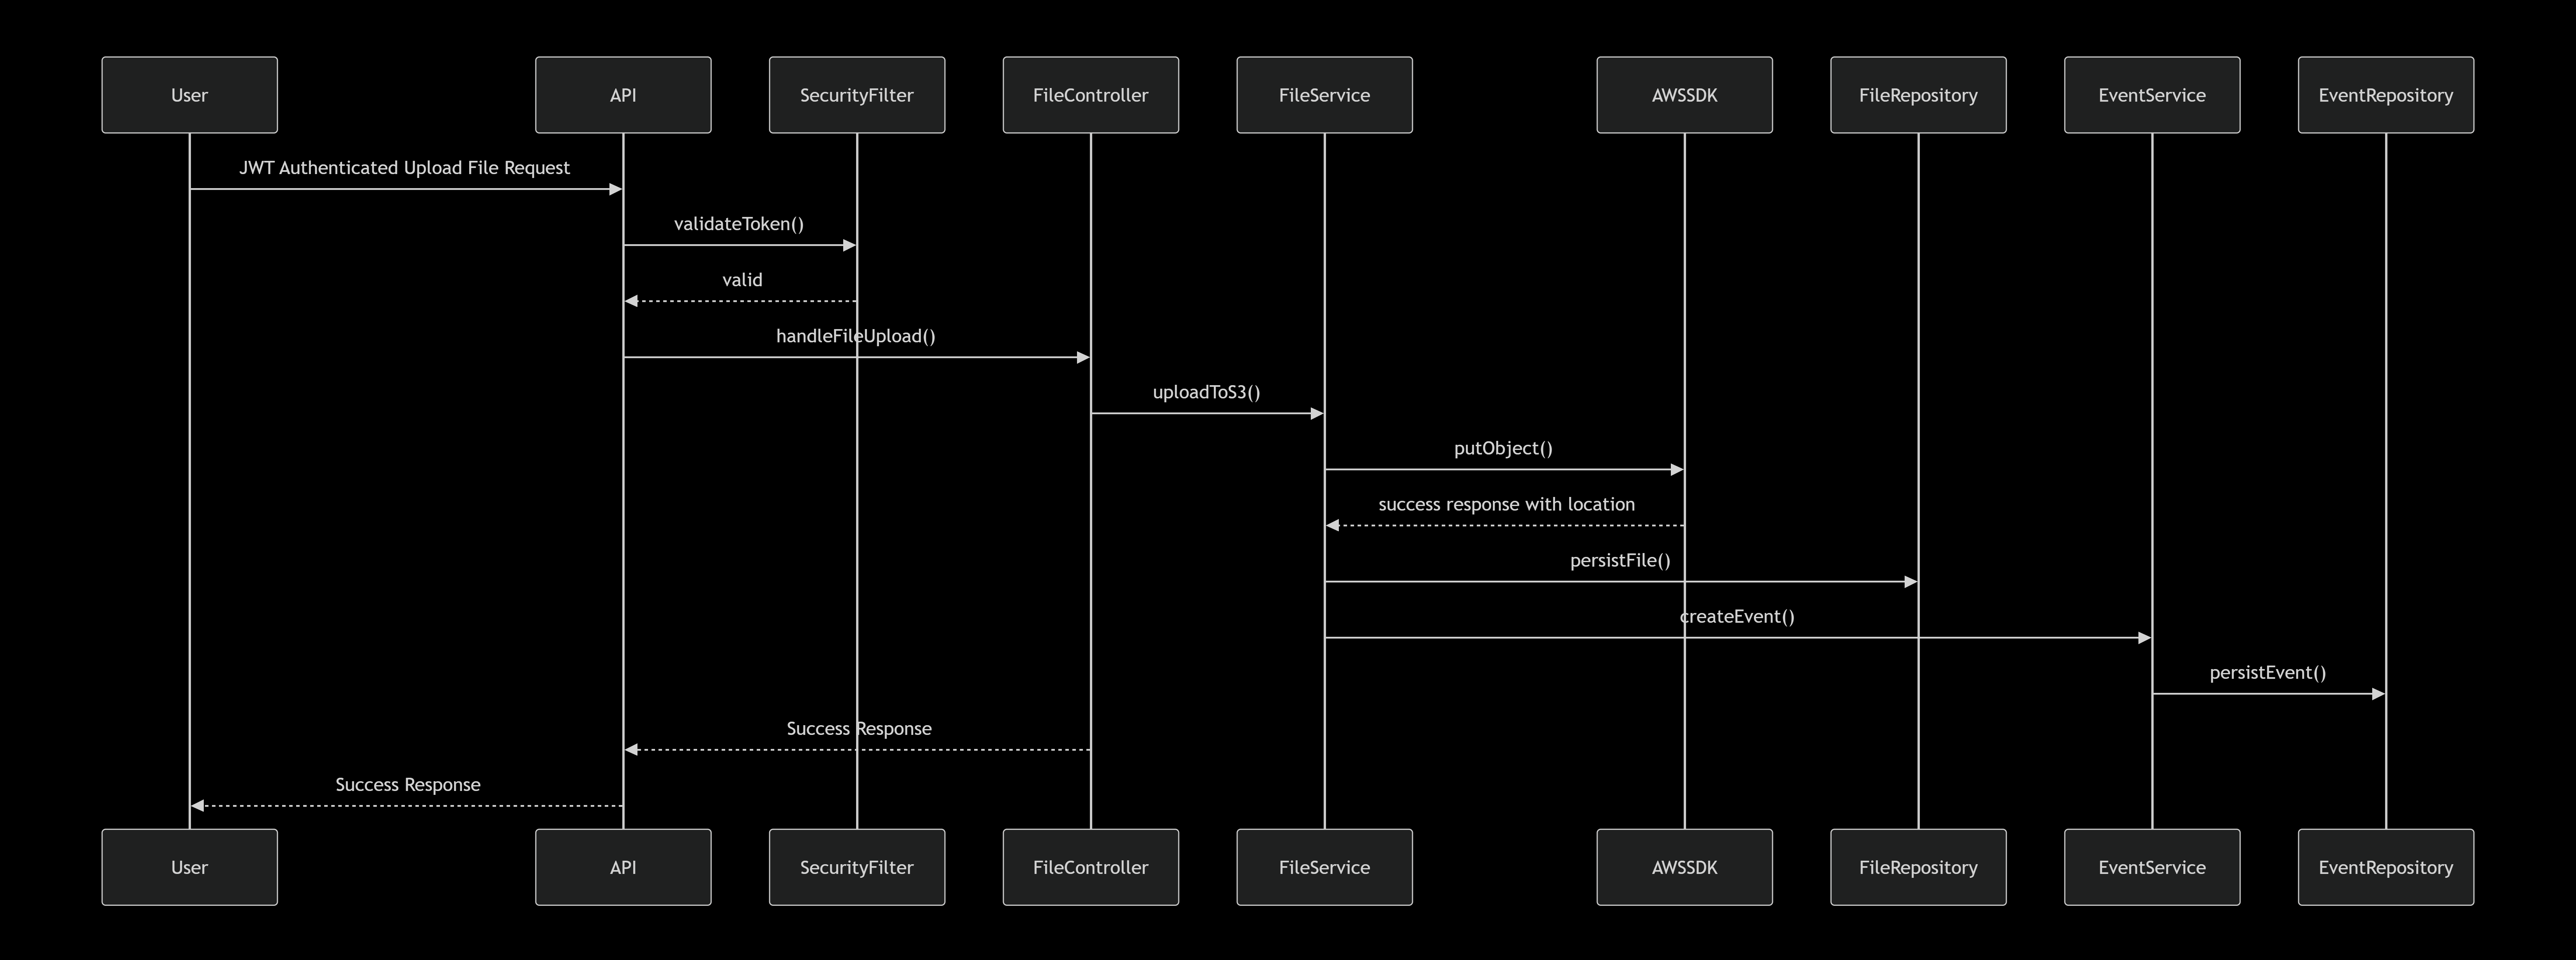 User
API
SecurityFilter
FileController
FileService
AWSSDK
FileRepository
EventService
EventRepository
JWT Authenticated Upload File Request
validateToken()
valid
handleFileUpload()
uploadToS3()
putObject()
success response with location
persistFile()
createEvent()
persistEvent()
Success Response
Success Response
User
API
SecurityFilter
FileController
FileService
AWSSDK
FileRepository
EventService
EventRepository